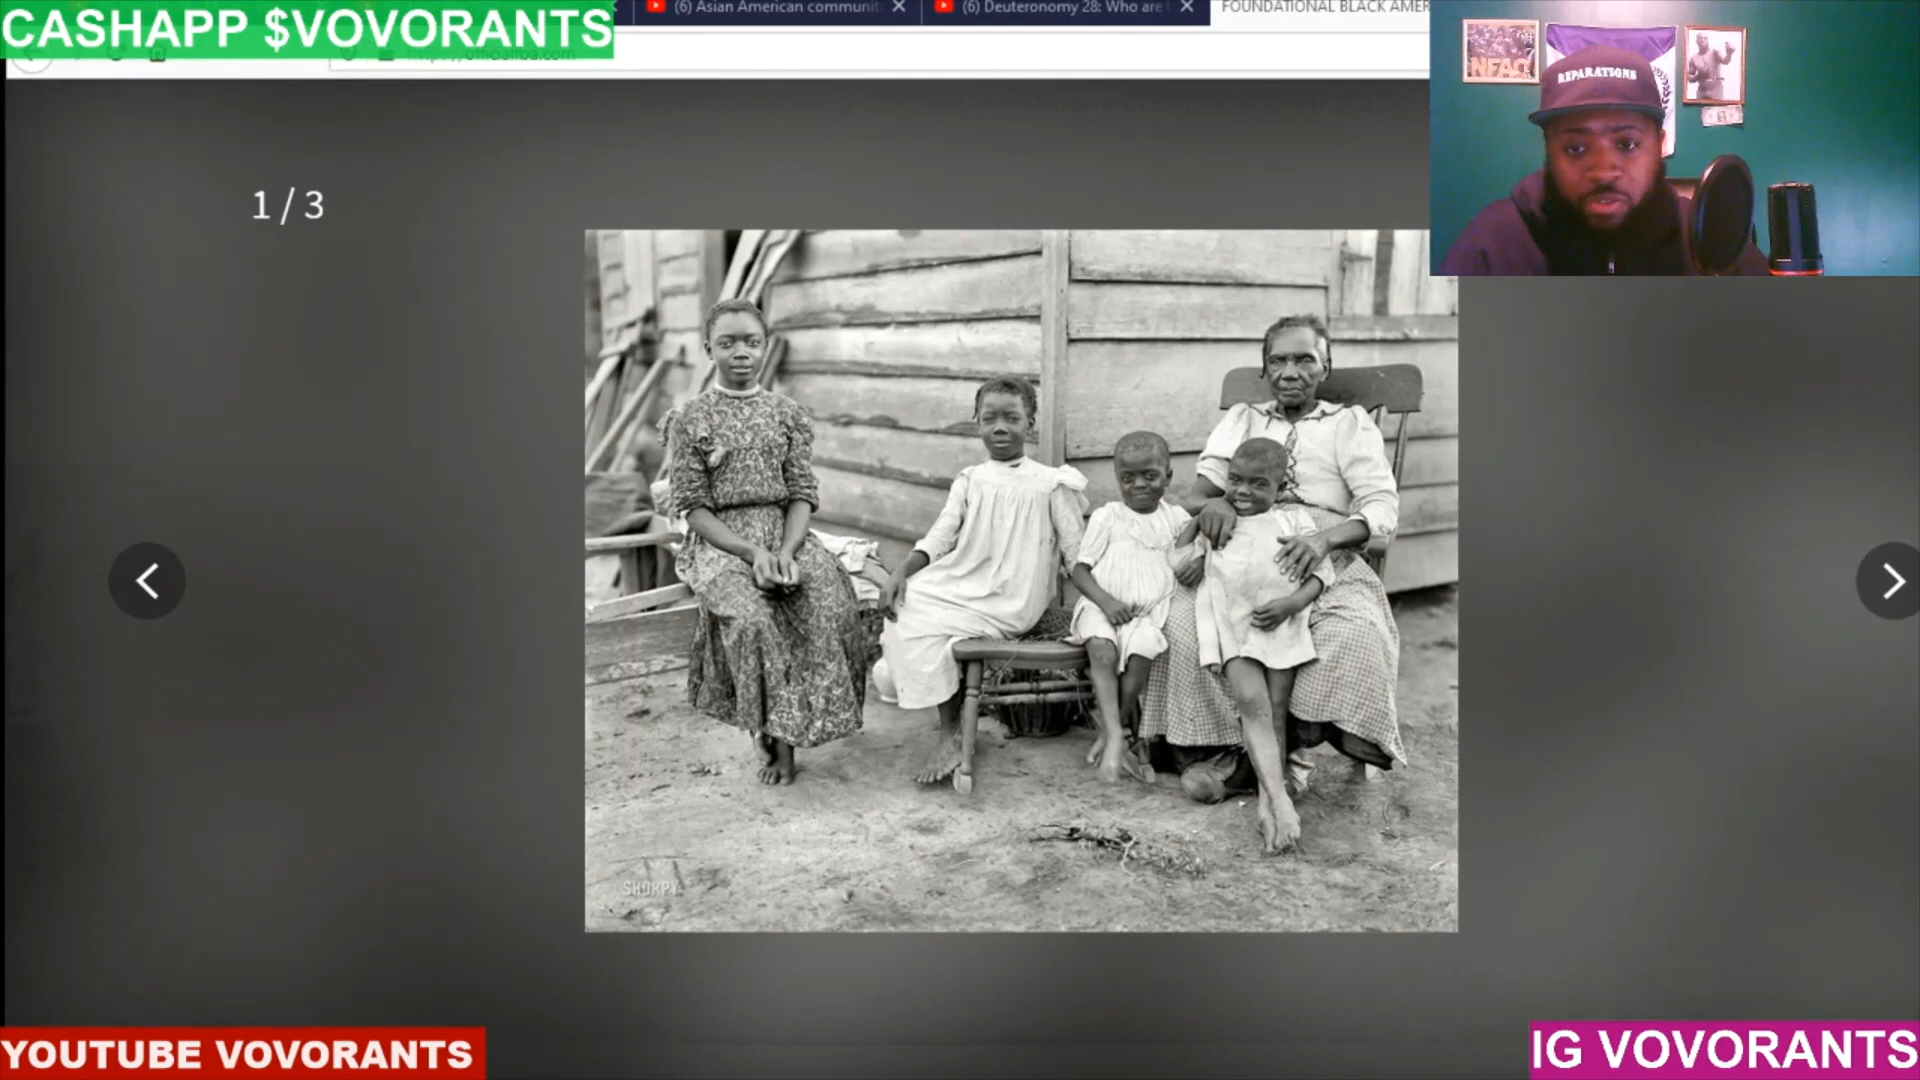 CASHAPP $VOVORANTS
(6) Asian American communit
(6) Deuteronomy 28: Who are
FOUNDATIONAL BLACK AMER
NFAC
REPARATIONS
1 / 3
SHORPY
YOUTUBE VOVORANTS
IG VOVORANTS